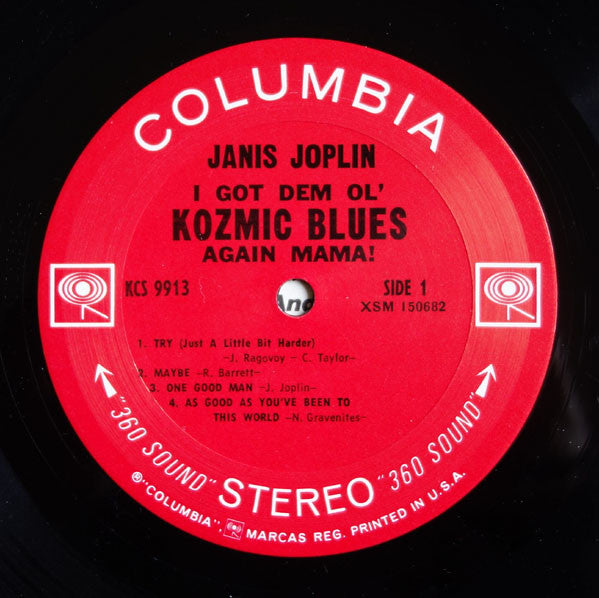 COLUMBIA
JANIS JOPLIN
I GOT DEM OL'
KOZMIC BLUES
AGAIN MAMA!
KCS 9913
SIDE 1
XSM 150682
1. TRY (Just A Little Bit Harder)
-J. Ragovoy - C. Taylor-
2. MAYBE -R. Barrett-
3. ONE GOOD MAN -J. Joplin-
4. AS GOOD AS YOU'VE BEEN TO
THIS WORLD -N. Gravenites-
"360 SOUND" STEREO "360 SOUND"
®"COLUMBIA", MARCAS REG. PRINTED IN U.S.A.